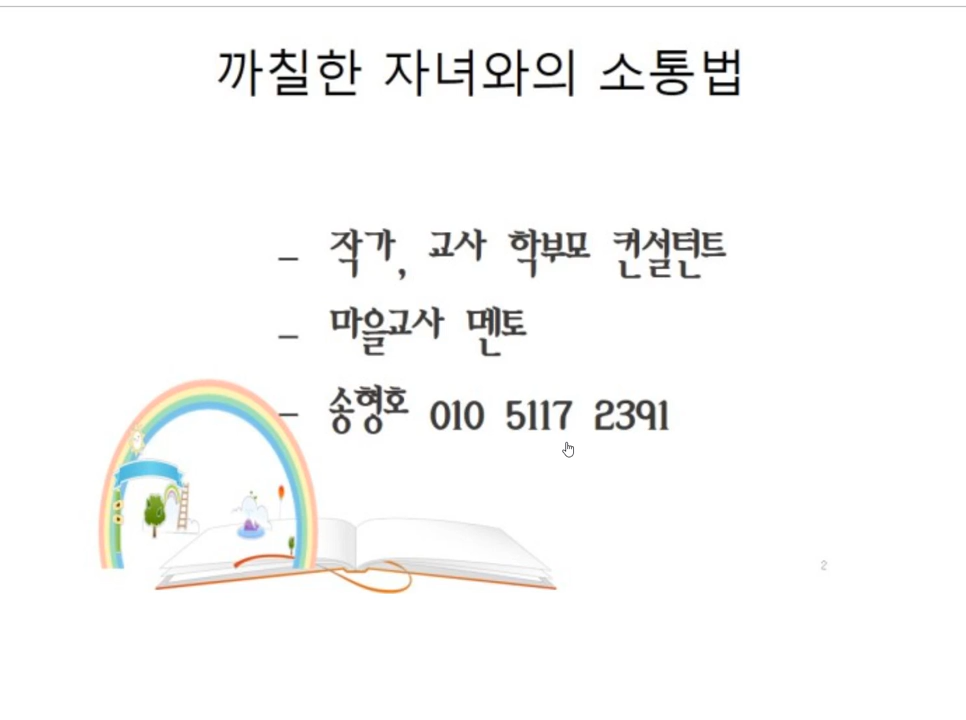 까칠한 자녀와의 소통법
– 작가, 교사 학부모 컨설턴트
– 마을교사 멘토
– 송형호 010 5117 2391
2